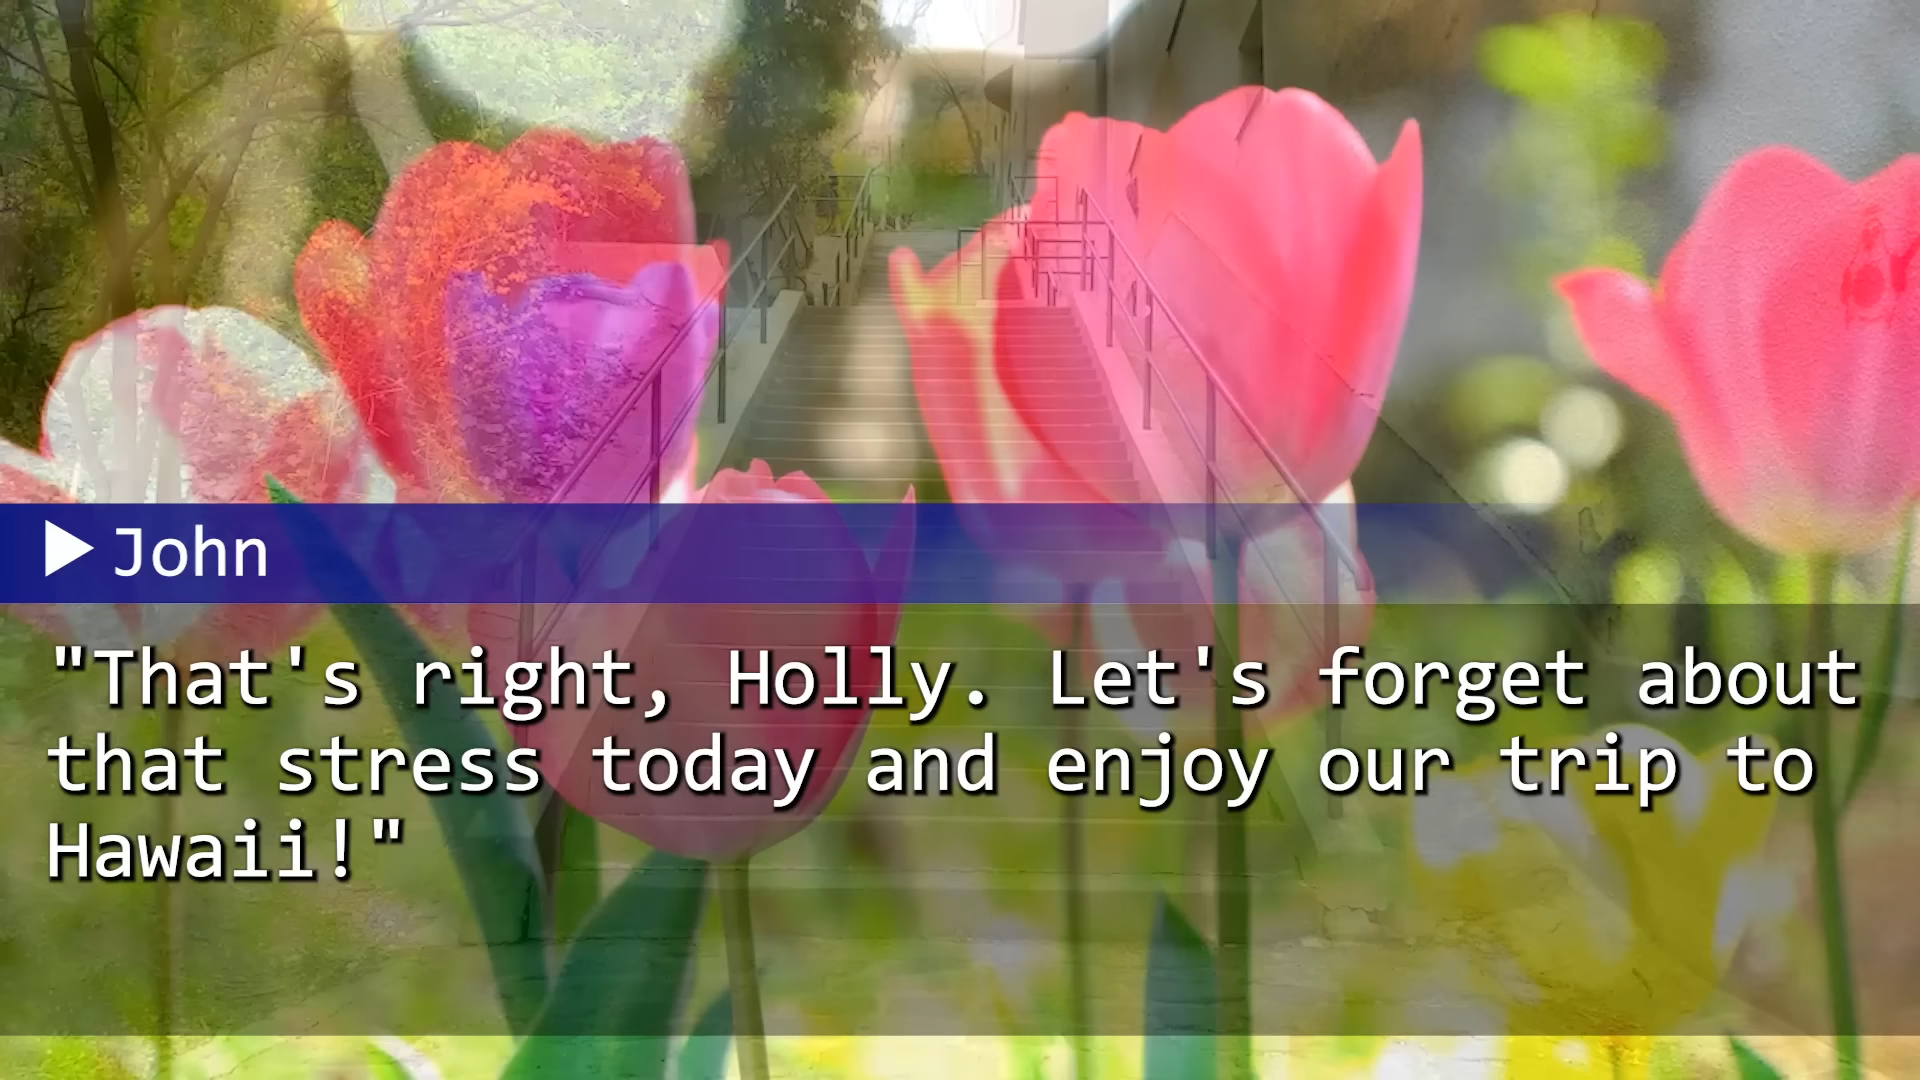 John
"That's right, Holly. Let's forget about
that stress today and enjoy our trip to
Hawaii!"